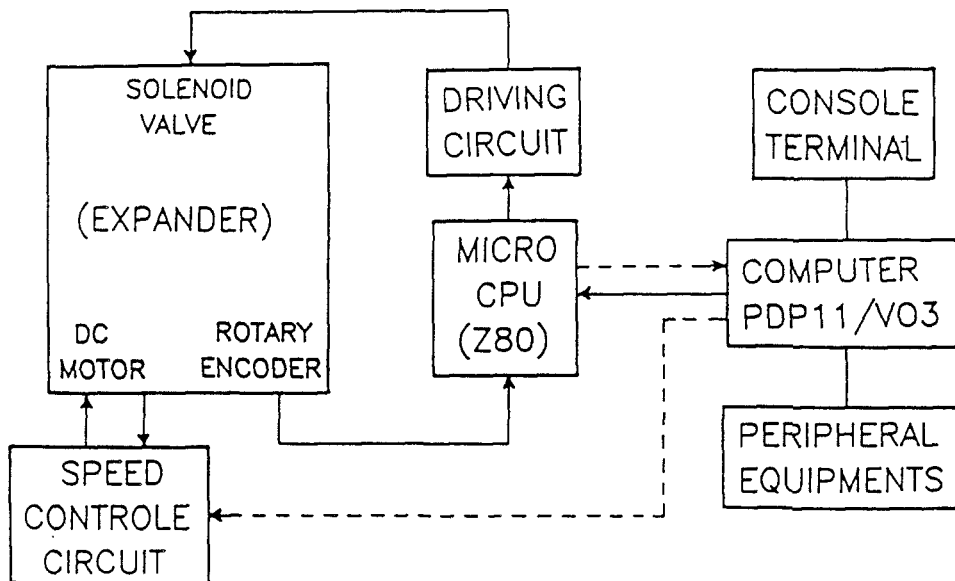 SOLENOID
VALVE
(EXPANDER)
DC
MOTOR
ROTARY
ENCODER
DRIVING
CIRCUIT
MICRO
CPU
(Z80)
CONSOLE
TERMINAL
COMPUTER
PDP11/VO3
PERIPHERAL
EQUIPMENTS
SPEED
CONTROLE
CIRCUIT